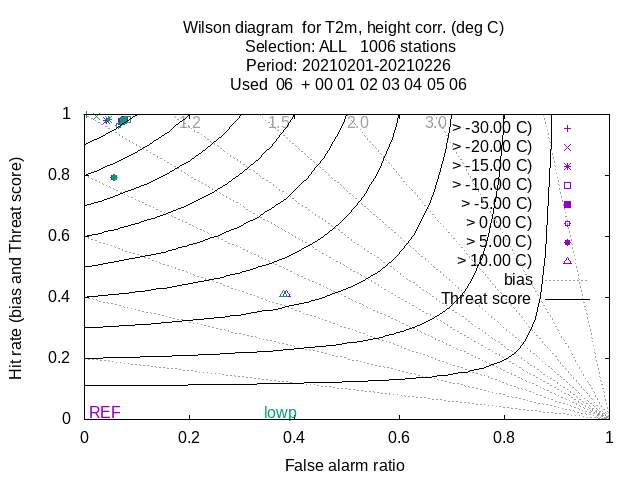 Wilson diagram  for T2m, height corr. (deg C)
Selection: ALL   1006 stations
Period: 20210201-20210226
Used  06  + 00 01 02 03 04 05 06
Hit rate (bias and Threat score)
1
0.8
0.6
0.4
0.2
0
1.2
1.5
2.0
3.0
> -30.00 C)
> -20.00 C)
> -15.00 C)
> -10.00 C)
> -5.00 C)
> 0.00 C)
> 5.00 C)
> 10.00 C)
bias
Threat score
REF
lowp
0 0.2 0.4 0.6 0.8 1
False alarm ratio